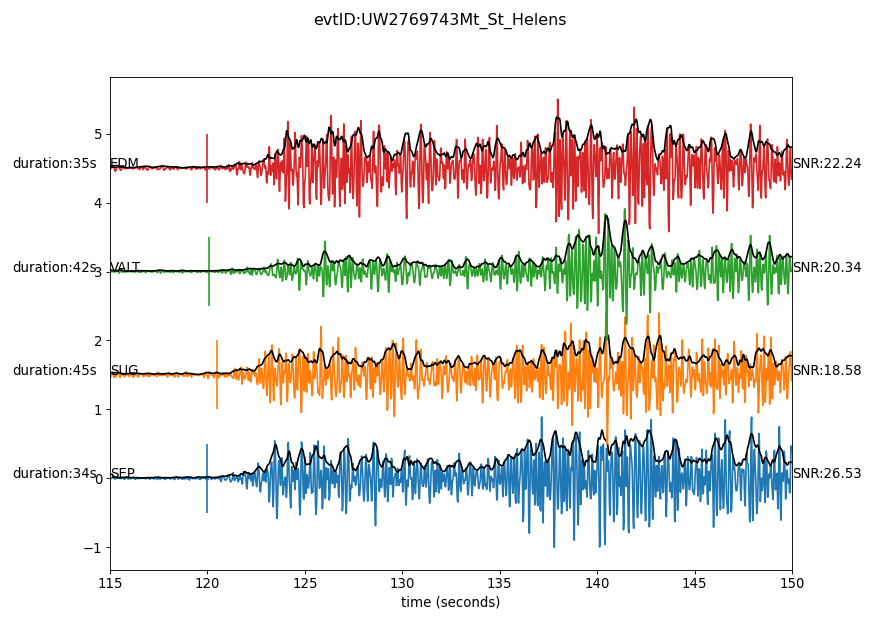 evtID:UW2769743Mt_St_Helens
5
duration:35s EDM SNR:22.24
4
duration:42s 3 VALT SNR:20.34
2
duration:45s SUG SNR:18.58
1
duration:34s 0 SEP SNR:26.53
−1
115 120 125 130 135 140 145 150
time (seconds)